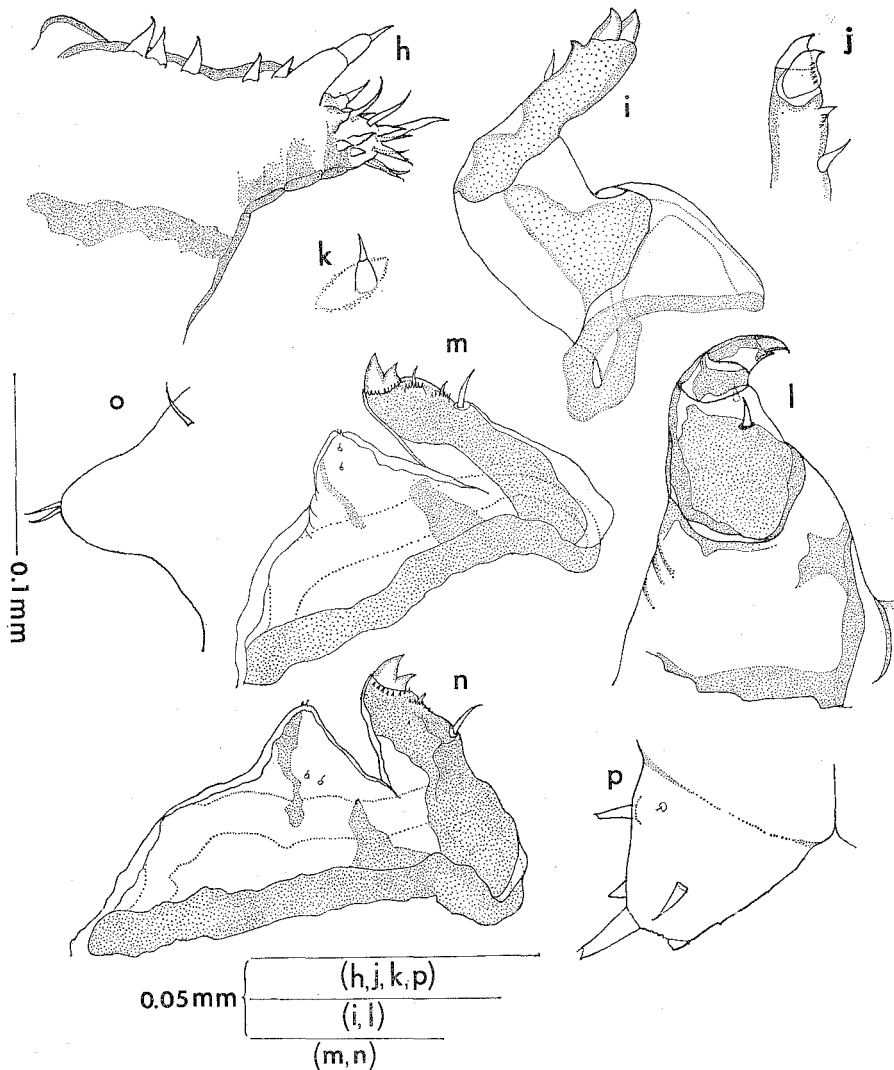 h
i
j
k
m
l
o
0.1mm
n
p
0.05mm
(h, j, k, p)
(i, l)
(m, n)